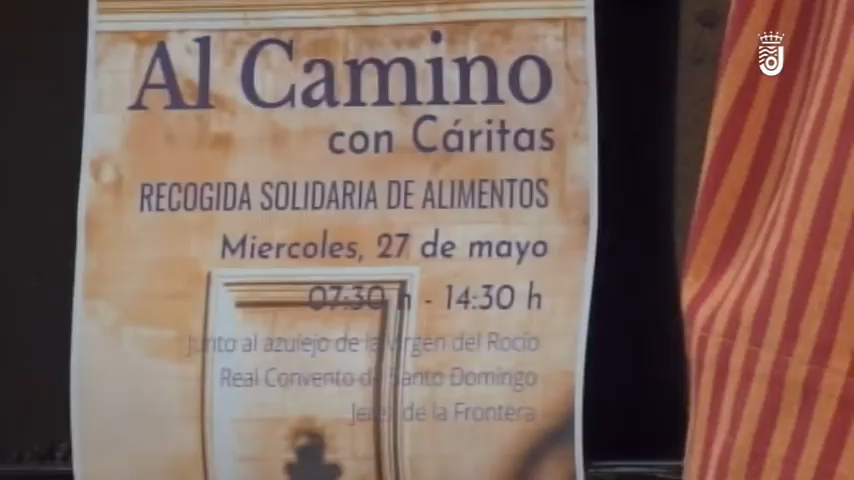 Al Camino
con Cáritas
RECOGIDA SOLIDARIA DE ALIMENTOS
Miercoles, 27 de mayo
07:30 h - 14:30 h
Junto al azulejo de la Virgen del Rocío
Real Convento de Santo Domingo
Jerez de la Frontera